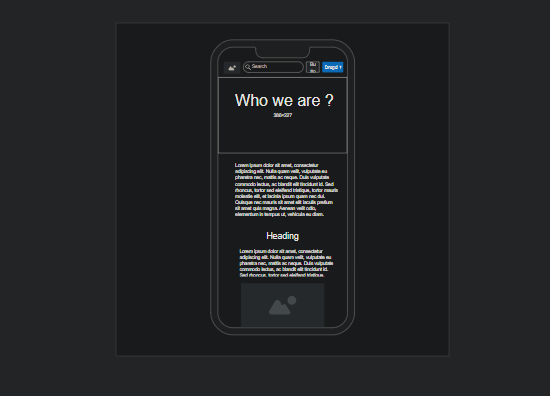 Search
Bu
tto
Dragd ?
Who we are ?
388×227
Lorem ipsum dolor sit amet, consectetur
adipiscing elit. Nulla quam velit, vulputate eu
pharetra nec, mattis ac neque. Duis vulputate
commodo lectus, ac blandit elit tincidunt id. Sed
rhoncus, tortor sed eleifend tristique, tortor mauris
molestie elit, et lacinia ipsum quam nec dui.
Quisque nec mauris sit amet elit iaculis pretium
sit amet quis magna. Aenean velit odio,
elementum in tempus ut, vehicula eu diam.
Heading
Lorem ipsum dolor sit amet, consectetur
adipiscing elit. Nulla quam velit, vulputate eu
pharetra nec, mattis ac neque. Duis vulputate
commodo lectus, ac blandit elit tincidunt id.
Sed rhoncus, tortor sed eleifend tristique,